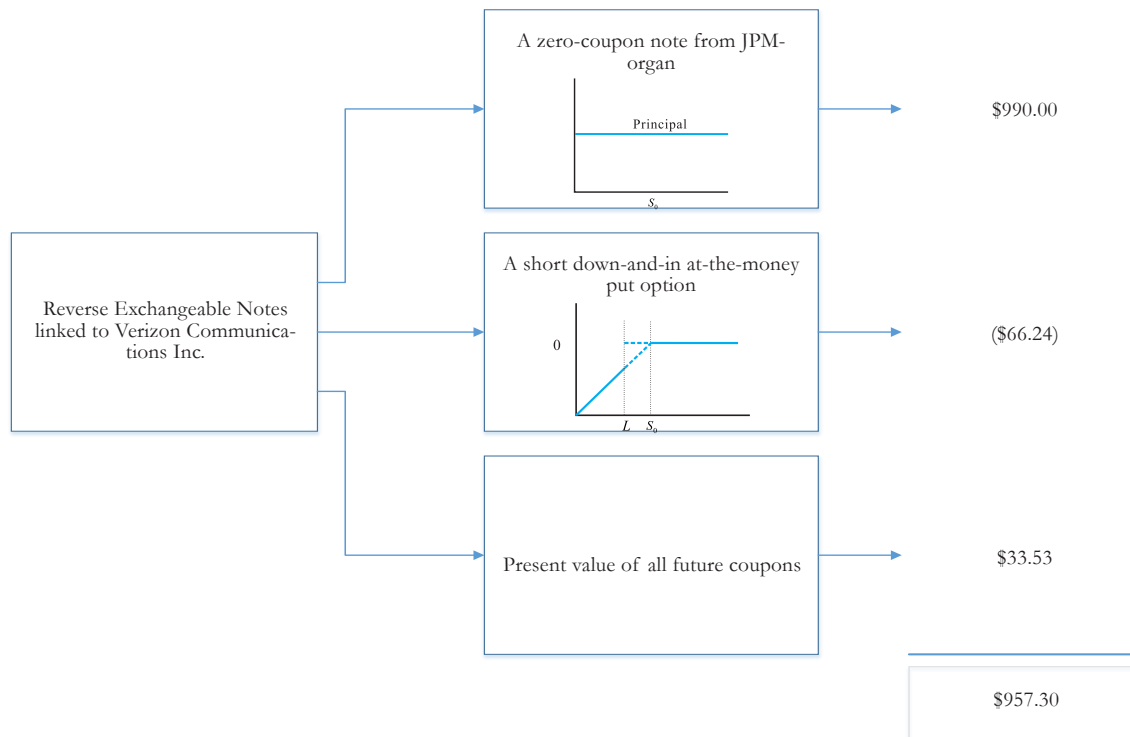 A zero-coupon note from JPM-
organ
Principal
S₀
$990.00
Reverse Exchangeable Notes
linked to Verizon Communica-
tions Inc.
A short down-and-in at-the-money
put option
0
L S₀
($66.24)
Present value of all future coupons
$33.53
$957.30